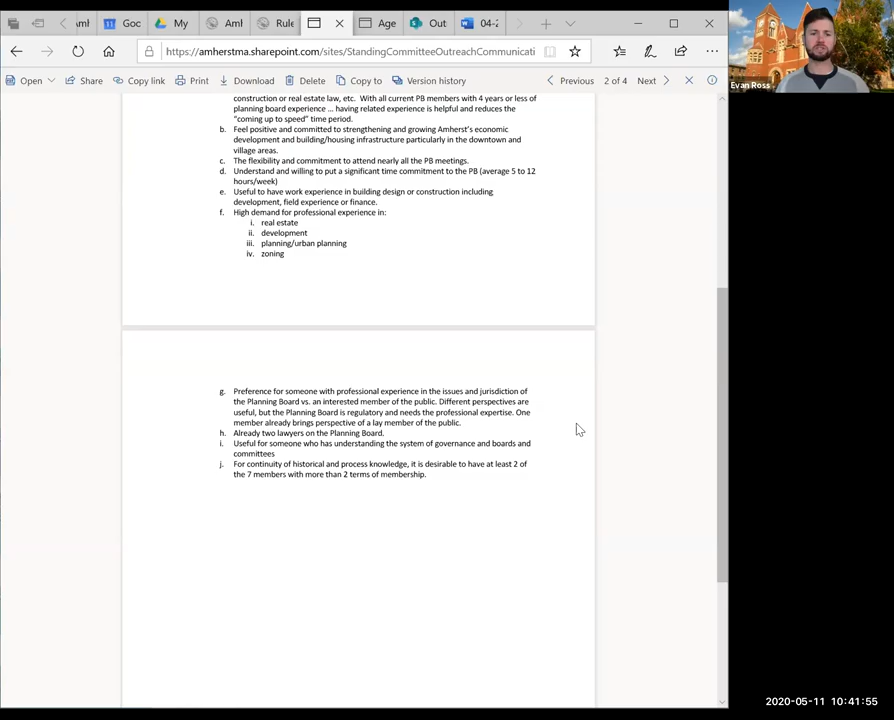 Goc
My
Aml
Rule
Age
Out
04-2
https://amherstma.sharepoint.com/sites/StandingCommitteeOutreachCommunicati
Open
Share
Copy link
Print
Download
Delete
Copy to
Version history
Previous
2 of 4
Next
Evan Ross
construction or real estate law, etc. With all current PB members with 4 years or less of
planning board experience ... having related experience is helpful and reduces the
"coming up to speed" time period.
b. Feel positive and committed to strengthening and growing Amherst's economic
development and building/housing infrastructure particularly in the downtown and
village areas.
c. The flexibility and commitment to attend nearly all the PB meetings.
d. Understand and willing to put a significant time commitment to the PB (average 5 to 12
hours/week)
e. Useful to have work experience in building design or construction including
development, field experience or finance.
f. High demand for professional experience in:
i. real estate
ii. development
iii. planning/urban planning
iv. zoning
g. Preference for someone with professional experience in the issues and jurisdiction of
the Planning Board vs. an interested member of the public. Different perspectives are
useful, but the Planning Board is regulatory and needs the professional expertise. One
member already brings perspective of a lay member of the public.
h. Already two lawyers on the Planning Board.
i. Useful for someone who has understanding the system of governance and boards and
committees
j. For continuity of historical and process knowledge, it is desirable to have at least 2 of
the 7 members with more than 2 terms of membership.
2020-05-11 10:41:55